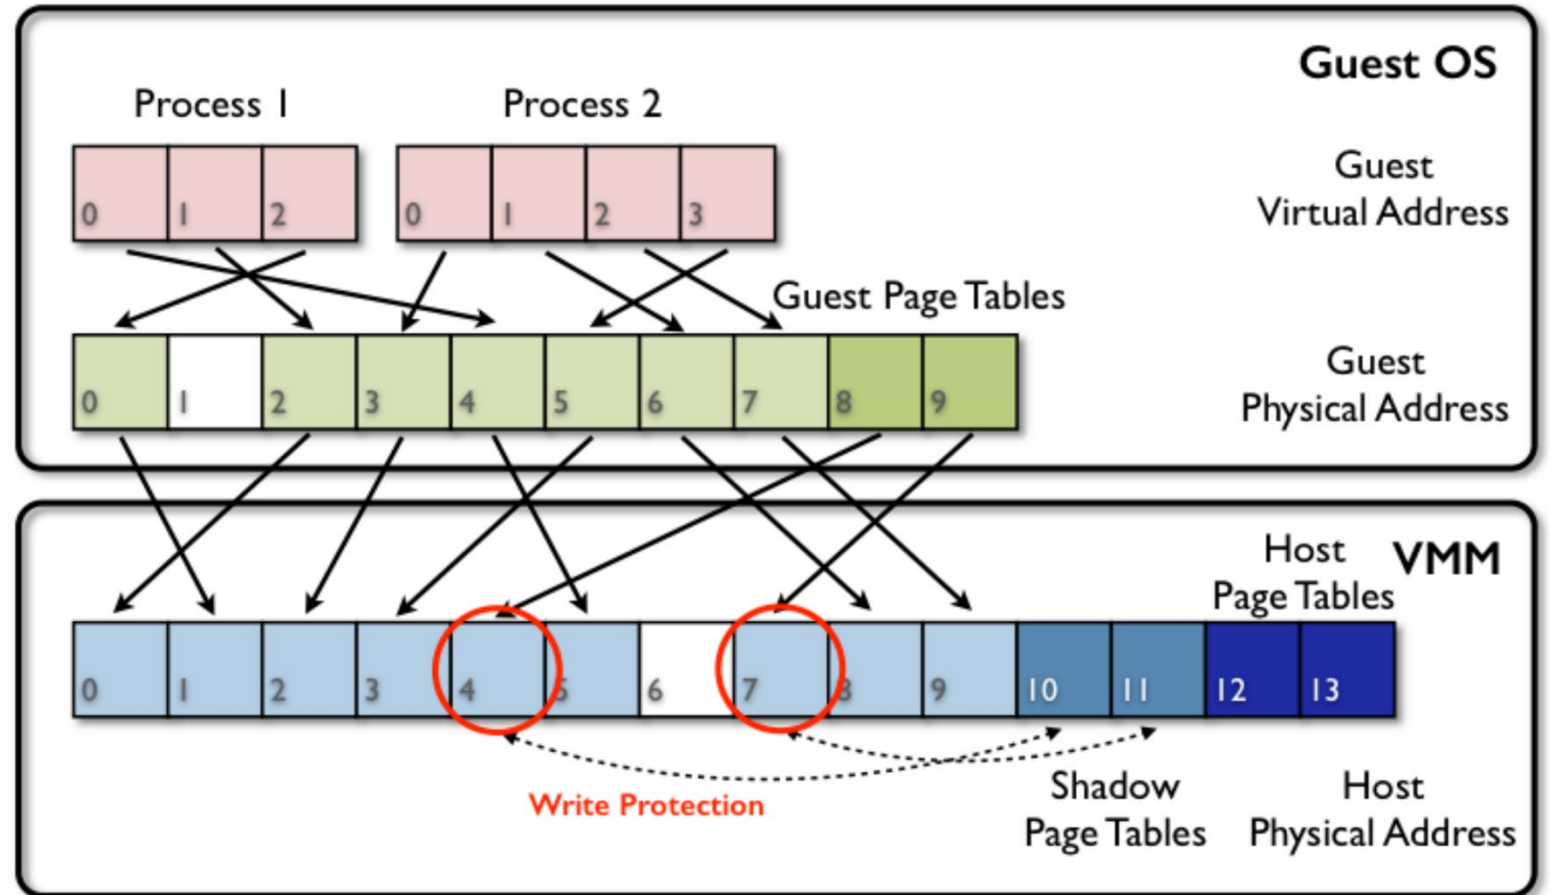 Guest OS
Process 1
Process 2
Guest
Virtual Address
0 1 2
0 1 2 3
Guest Page Tables
Guest
Physical Address
0 1 2 3 4 5 6 7 8 9
Host
Page Tables
VMM
0 1 2 3 4 5 6 7 8 9 10 11 12 13
Write Protection
Shadow
Page Tables
Host
Physical Address